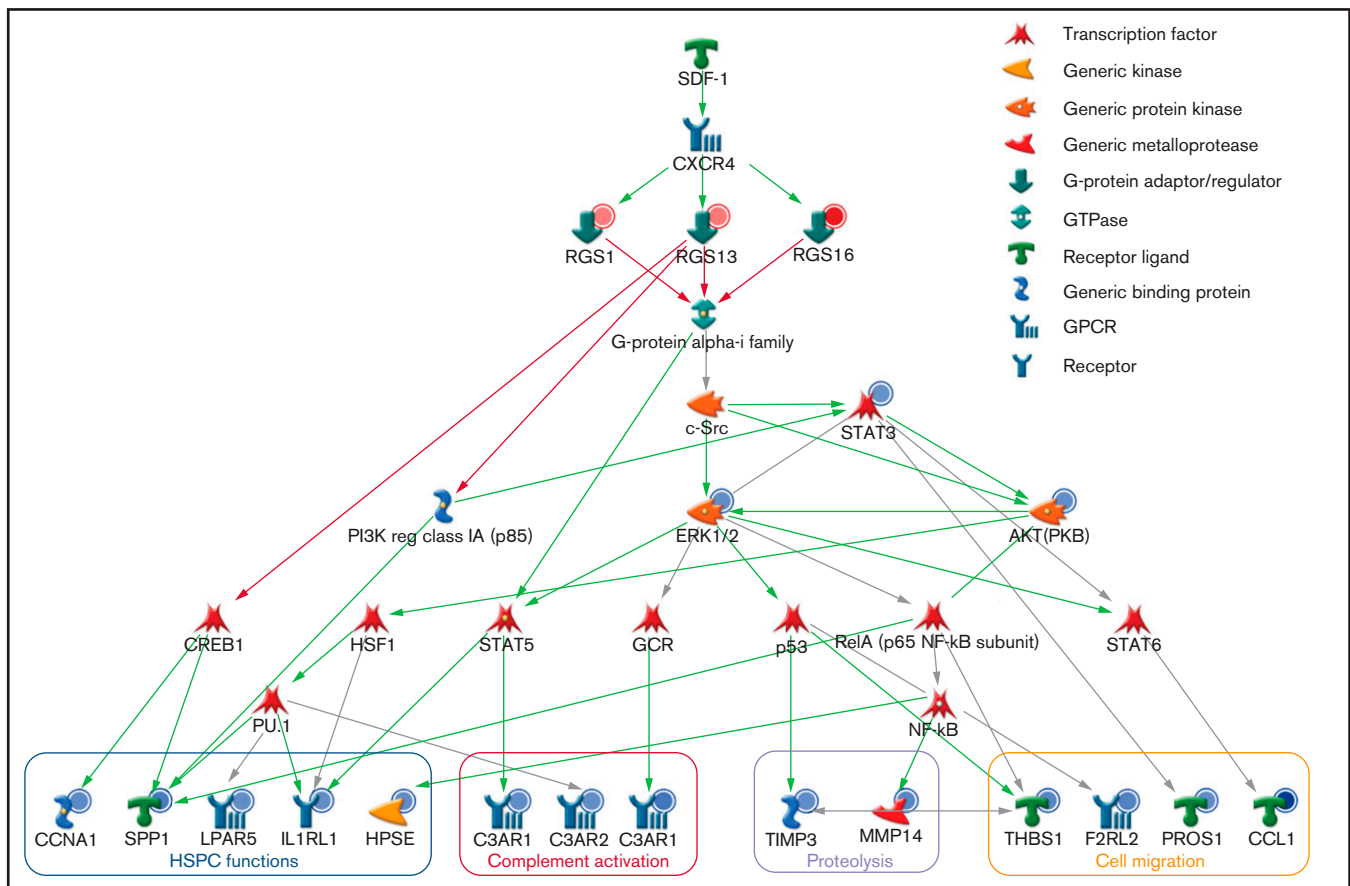 SDF-1
CXCR4
RGS1
RGS13
RGS16
G-protein alpha-i family
c-Src
STAT3
PI3K reg class IA (p85)
ERK1/2
AKT(PKB)
CREB1
HSF1
STAT5
GCR
p53
RelA (p65 NF-kB subunit)
STAT6
PU.1
NF-kB
CCNA1
SPP1
LPAR5
IL1RL1
HPSE
HSPC functions
C3AR1
C3AR2
C3AR1
Complement activation
TIMP3
MMP14
Proteolysis
THBS1
F2RL2
PROS1
CCL1
Cell migration
Transcription factor
Generic kinase
Generic protein kinase
Generic metalloprotease
G-protein adaptor/regulator
GTPase
Receptor ligand
Generic binding protein
GPCR
Receptor